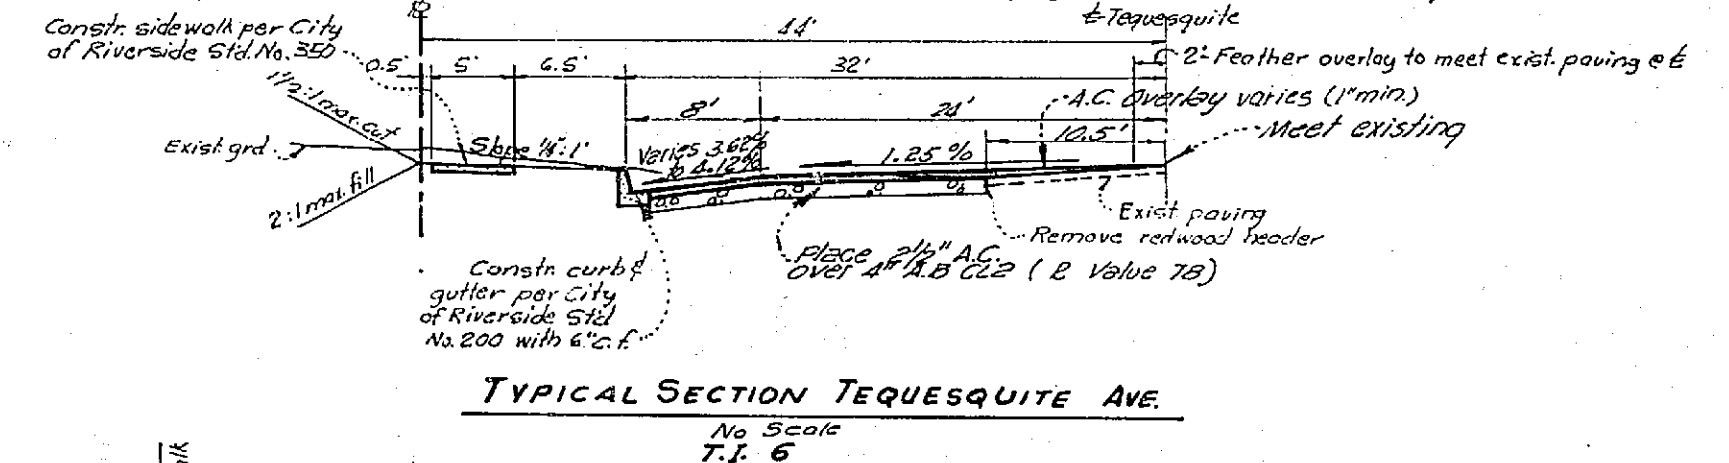 ℄ Tequesquite
Constr. sidewalk per City
of Riverside Std. No. 350
44'
0.5'
5'
6.5'
32'
2' Feather overlay to meet exist. paving @ ℄
8'
24'
A.C. Overlay varies (1" min.)
10.5'
Meet existing
1½:1 max. cut
Exist. grd.
Slope ¼":1'
Varies 3.62%
to 4.12%
1.25 %
2:1 max. fill
Exist. paving
Remove redwood header
Place 2½" A.C.
over 4" A.B CL2 ( R Value 78)
Constr. curb &
gutter per City
of Riverside Std
No. 200 with 6" c.f.
TYPICAL SECTION TEQUESQUITE AVE.
No Scale
T.I. 6